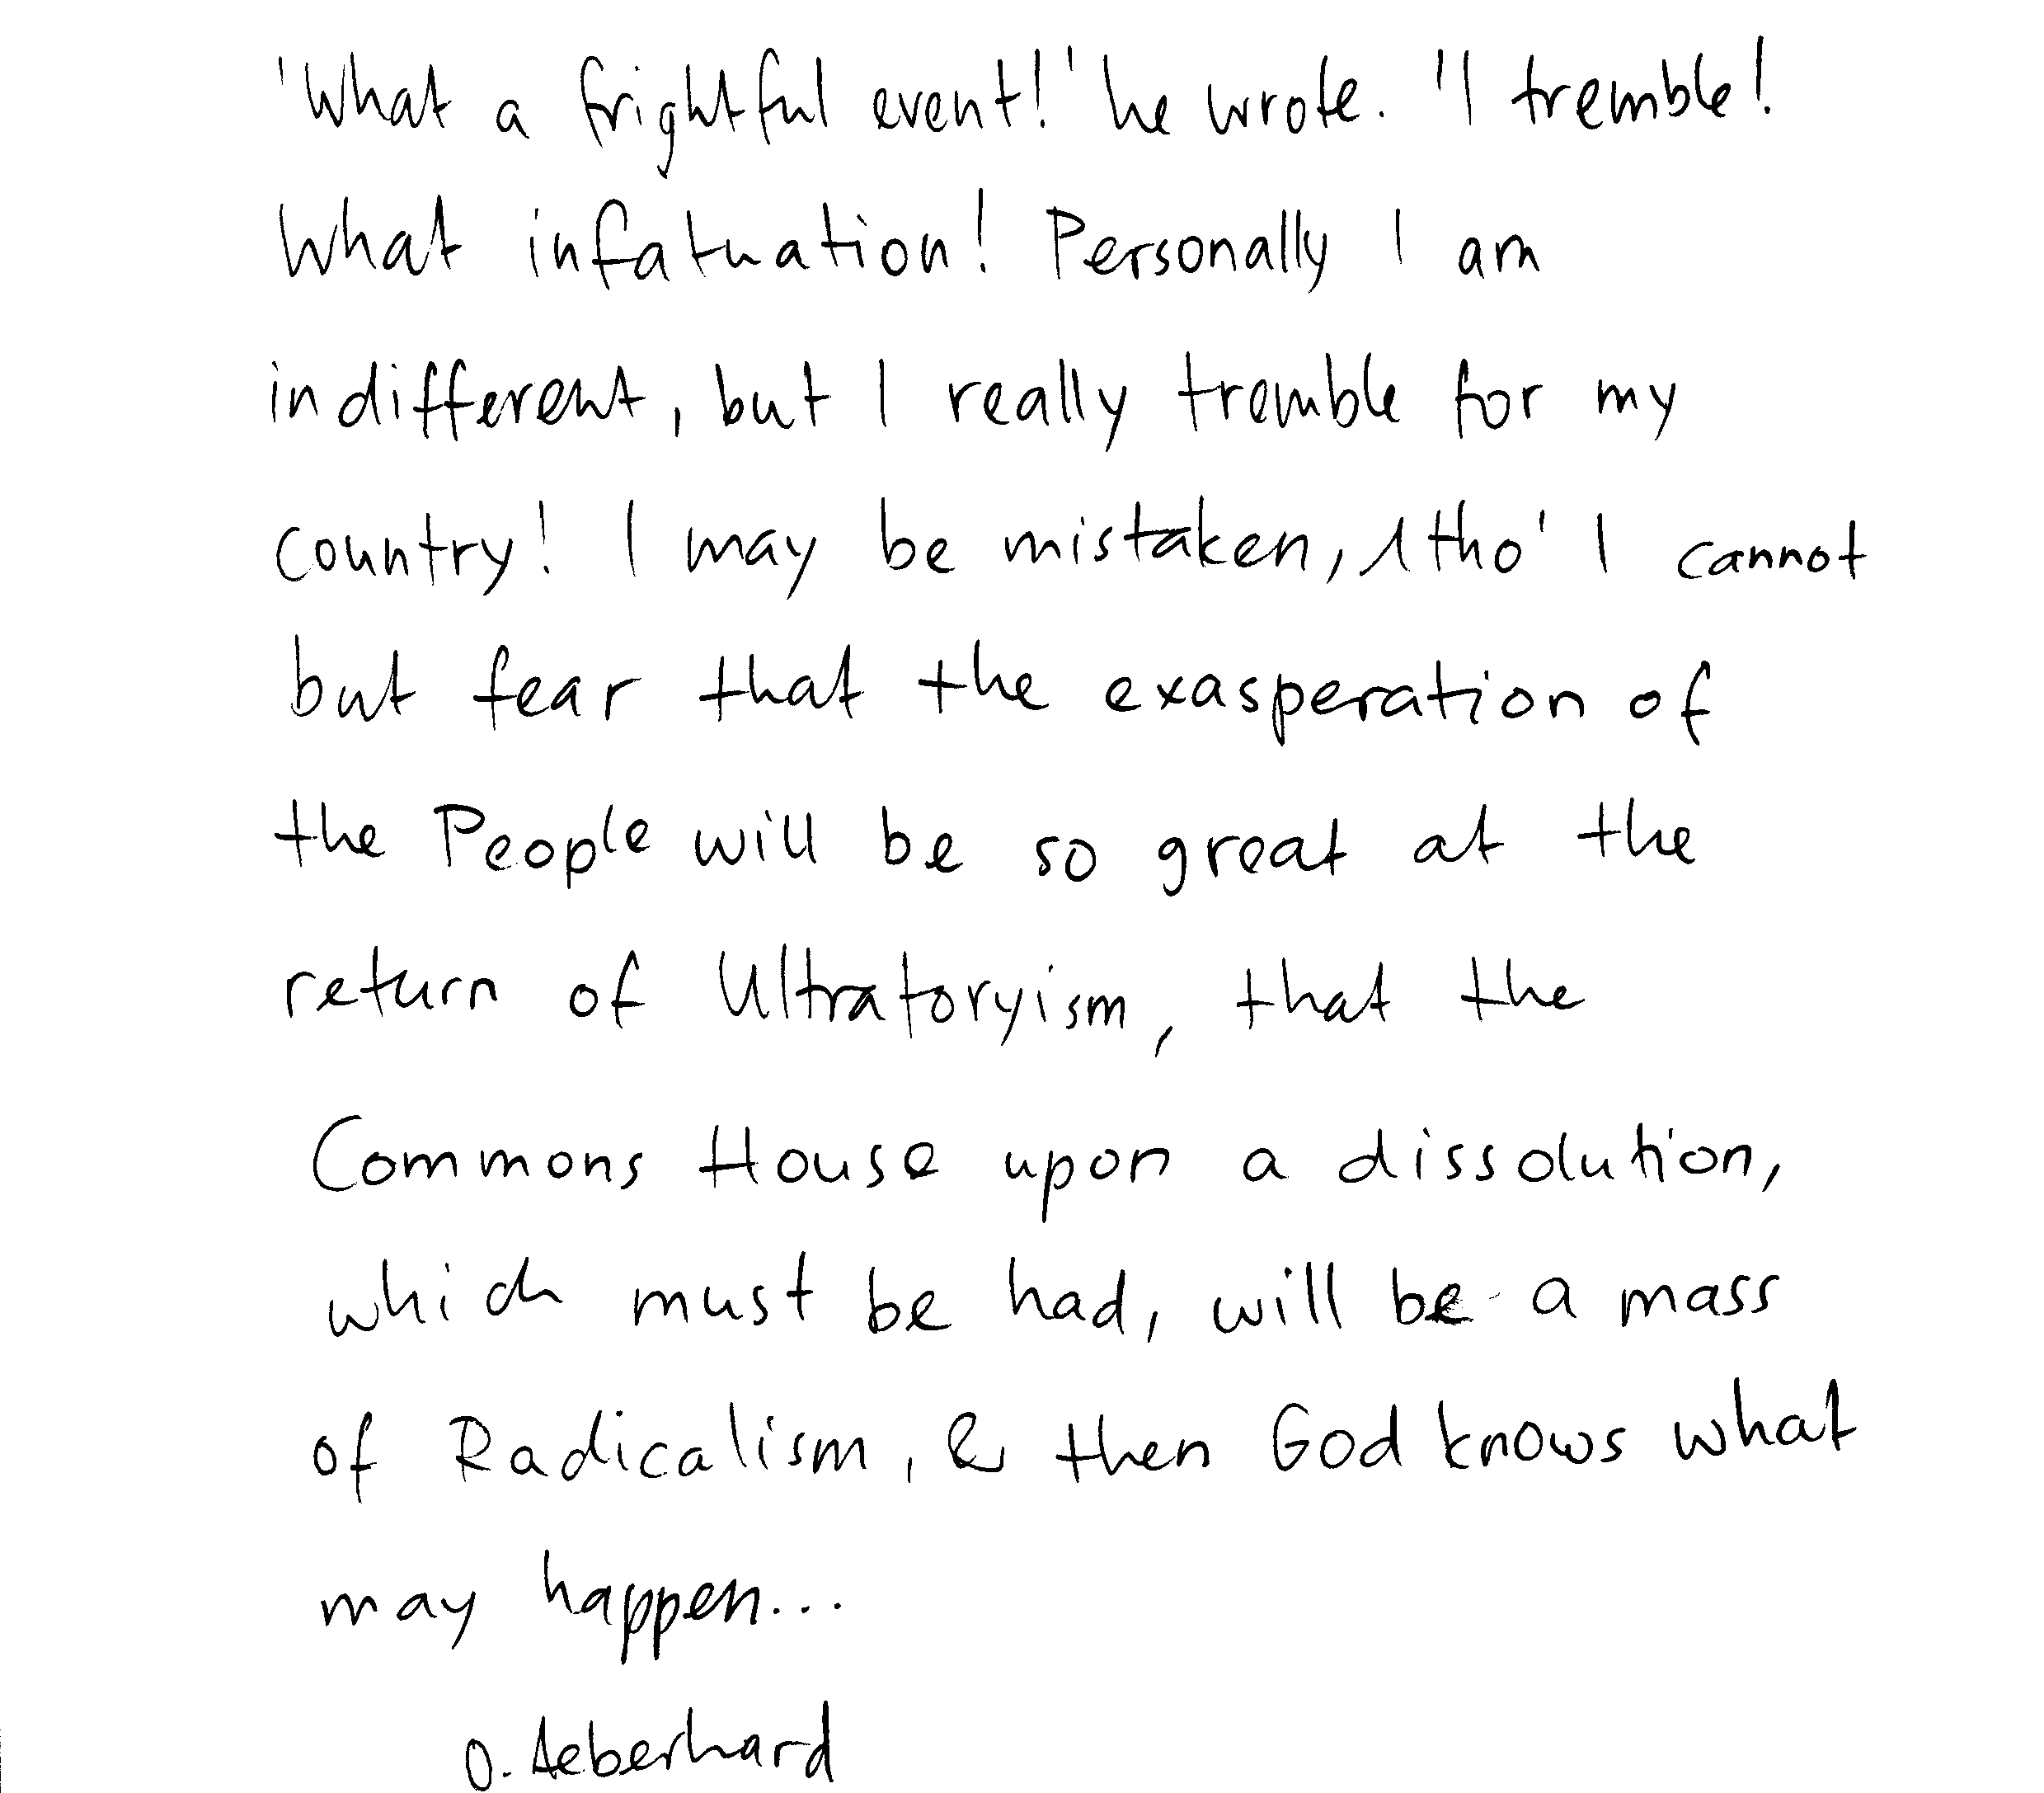 'What a frightful event!' he wrote. 'I tremble!
What infatuation! Personally I am
indifferent, but I really tremble for my
country! I may be mistaken, tho' I cannot
but fear that the exasperation of
the People will be so great at the
return of Ultratoryism, that the
Commons House upon a dissolution,
which must be had, will be a mass
of Radicalism, & then God knows what
may happen...
O. Aeberhard